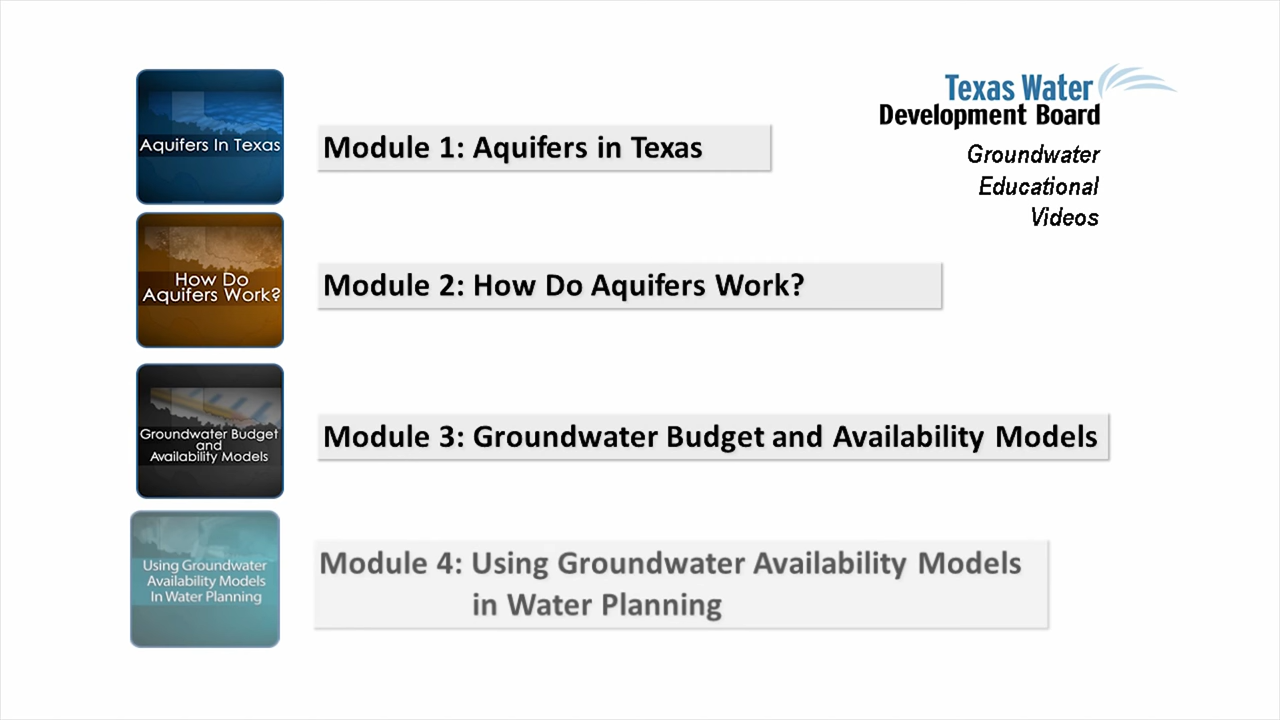 Texas Water
Development Board
Groundwater
Educational
Videos
Aquifers In Texas
Module 1: Aquifers in Texas
How Do
Aquifers Work?
Module 2: How Do Aquifers Work?
Groundwater Budget
and
Availability Models
Module 3: Groundwater Budget and Availability Models
Using Groundwater
Availability Models
In Water Planning
Module 4: Using Groundwater Availability Models
in Water Planning